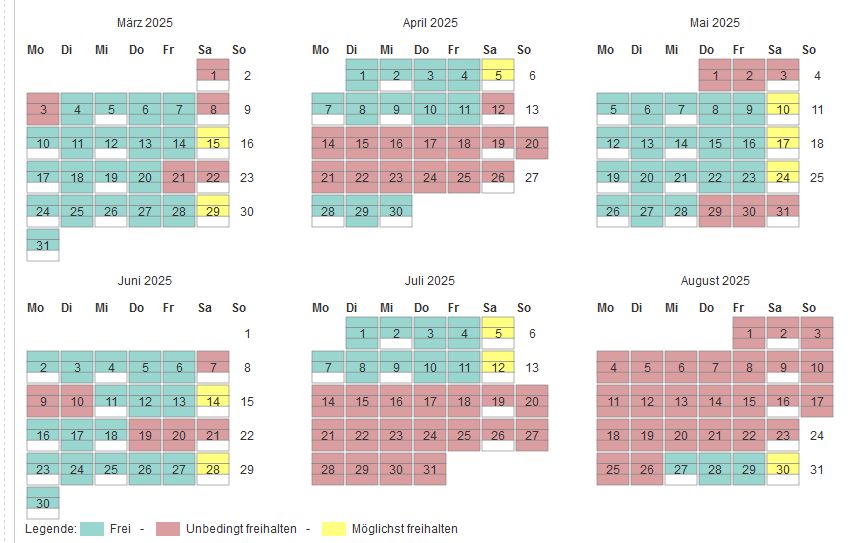 März 2025 April 2025 Mai 2025
Mo Di Mi Do Fr Sa So Mo Di Mi Do Fr Sa So Mo Di Mi Do Fr Sa So
1 2 1 2 3 4 5 6 1 2 3 4
3 4 5 6 7 8 9 7 8 9 10 11 12 13 5 6 7 8 9 10 11
10 11 12 13 14 15 16 14 15 16 17 18 19 20 12 13 14 15 16 17 18
17 18 19 20 21 22 23 21 22 23 24 25 26 27 19 20 21 22 23 24 25
24 25 26 27 28 29 30 28 29 30 26 27 28 29 30 31
31
Juni 2025 Juli 2025 August 2025
Mo Di Mi Do Fr Sa So Mo Di Mi Do Fr Sa So Mo Di Mi Do Fr Sa So
1 1 2 3 4 5 6 1 2 3
2 3 4 5 6 7 8 7 8 9 10 11 12 13 4 5 6 7 8 9 10
9 10 11 12 13 14 15 14 15 16 17 18 19 20 11 12 13 14 15 16 17
16 17 18 19 20 21 22 21 22 23 24 25 26 27 18 19 20 21 22 23 24
23 24 25 26 27 28 29 28 29 30 31 25 26 27 28 29 30 31
30
Legende: Frei - Unbedingt freihalten - Möglichst freihalten